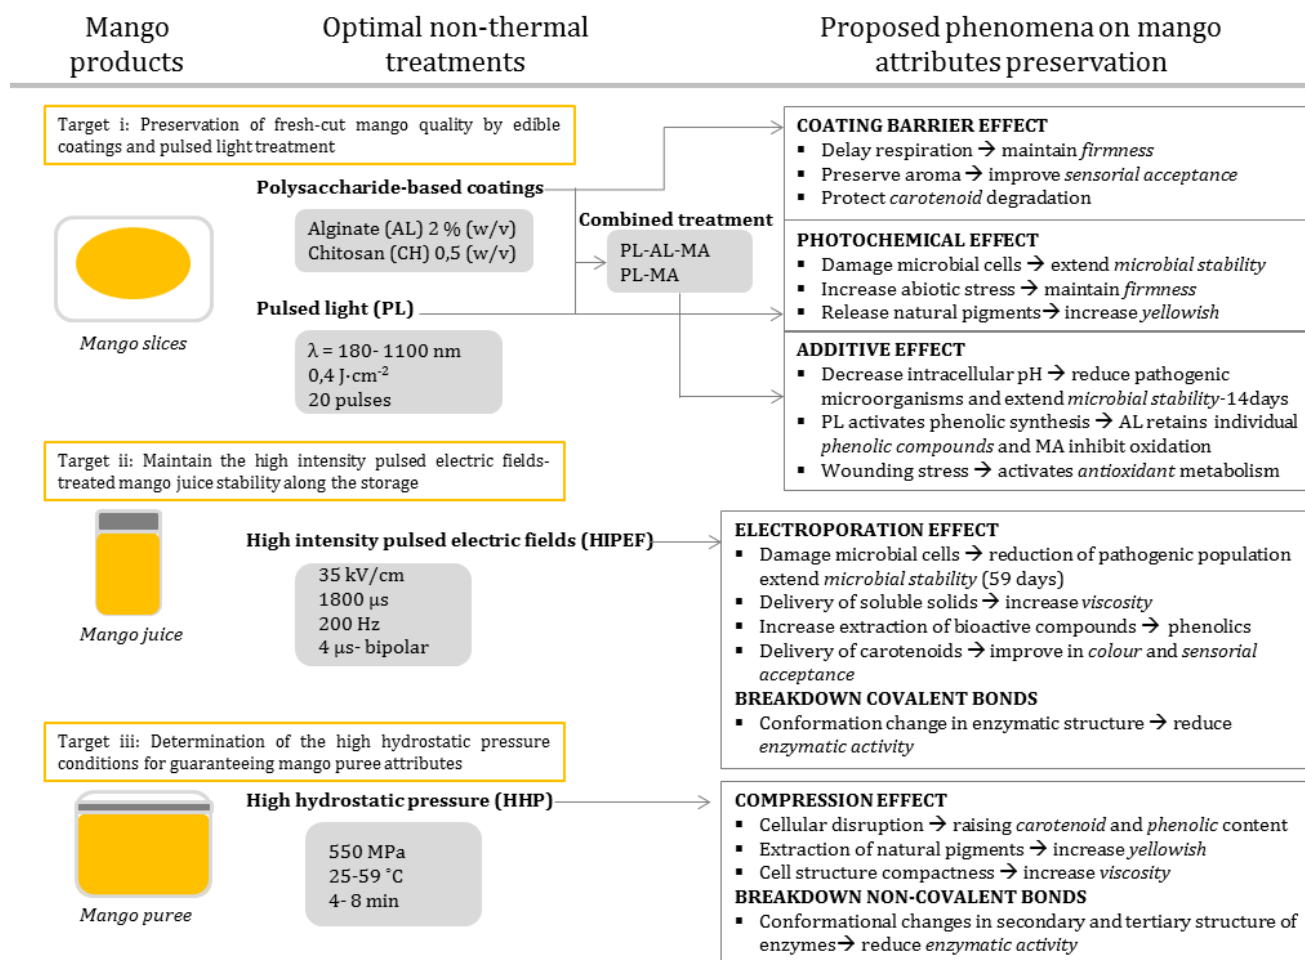 Mango
products
Optimal non-thermal
treatments
Proposed phenomena on mango
attributes preservation
Target i: Preservation of fresh-cut mango quality by edible
coatings and pulsed light treatment
Polysaccharide-based coatings
Alginate (AL) 2 % (w/v)
Chitosan (CH) 0,5 (w/v)
Combined treatment
PL-AL-MA
PL-MA
Pulsed light (PL)
λ = 180- 1100 nm
0,4 J·cm⁻²
20 pulses
Mango slices
COATING BARRIER EFFECT
▪ Delay respiration → maintain firmness
▪ Preserve aroma → improve sensorial acceptance
▪ Protect carotenoid degradation
PHOTOCHEMICAL EFFECT
▪ Damage microbial cells → extend microbial stability
▪ Increase abiotic stress → maintain firmness
▪ Release natural pigments→ increase yellowish
ADDITIVE EFFECT
▪ Decrease intracellular pH → reduce pathogenic
microorganisms and extend microbial stability-14days
▪ PL activates phenolic synthesis → AL retains individual
phenolic compounds and MA inhibit oxidation
▪ Wounding stress → activates antioxidant metabolism
Target ii: Maintain the high intensity pulsed electric fields-
treated mango juice stability along the storage
High intensity pulsed electric fields (HIPEF)
35 kV/cm
1800 µs
200 Hz
4 µs- bipolar
Mango juice
ELECTROPORATION EFFECT
▪ Damage microbial cells → reduction of pathogenic population
extend microbial stability (59 days)
▪ Delivery of soluble solids → increase viscosity
▪ Increase extraction of bioactive compounds → phenolics
▪ Delivery of carotenoids → improve in colour and sensorial
acceptance
BREAKDOWN COVALENT BONDS
▪ Conformation change in enzymatic structure → reduce
enzymatic activity
Target iii: Determination of the high hydrostatic pressure
conditions for guaranteeing mango puree attributes
High hydrostatic pressure (HHP)
550 MPa
25-59 ˚C
4- 8 min
Mango puree
COMPRESSION EFFECT
▪ Cellular disruption → raising carotenoid and phenolic content
▪ Extraction of natural pigments → increase yellowish
▪ Cell structure compactness → increase viscosity
BREAKDOWN NON-COVALENT BONDS
▪ Conformational changes in secondary and tertiary structure of
enzymes→ reduce enzymatic activity